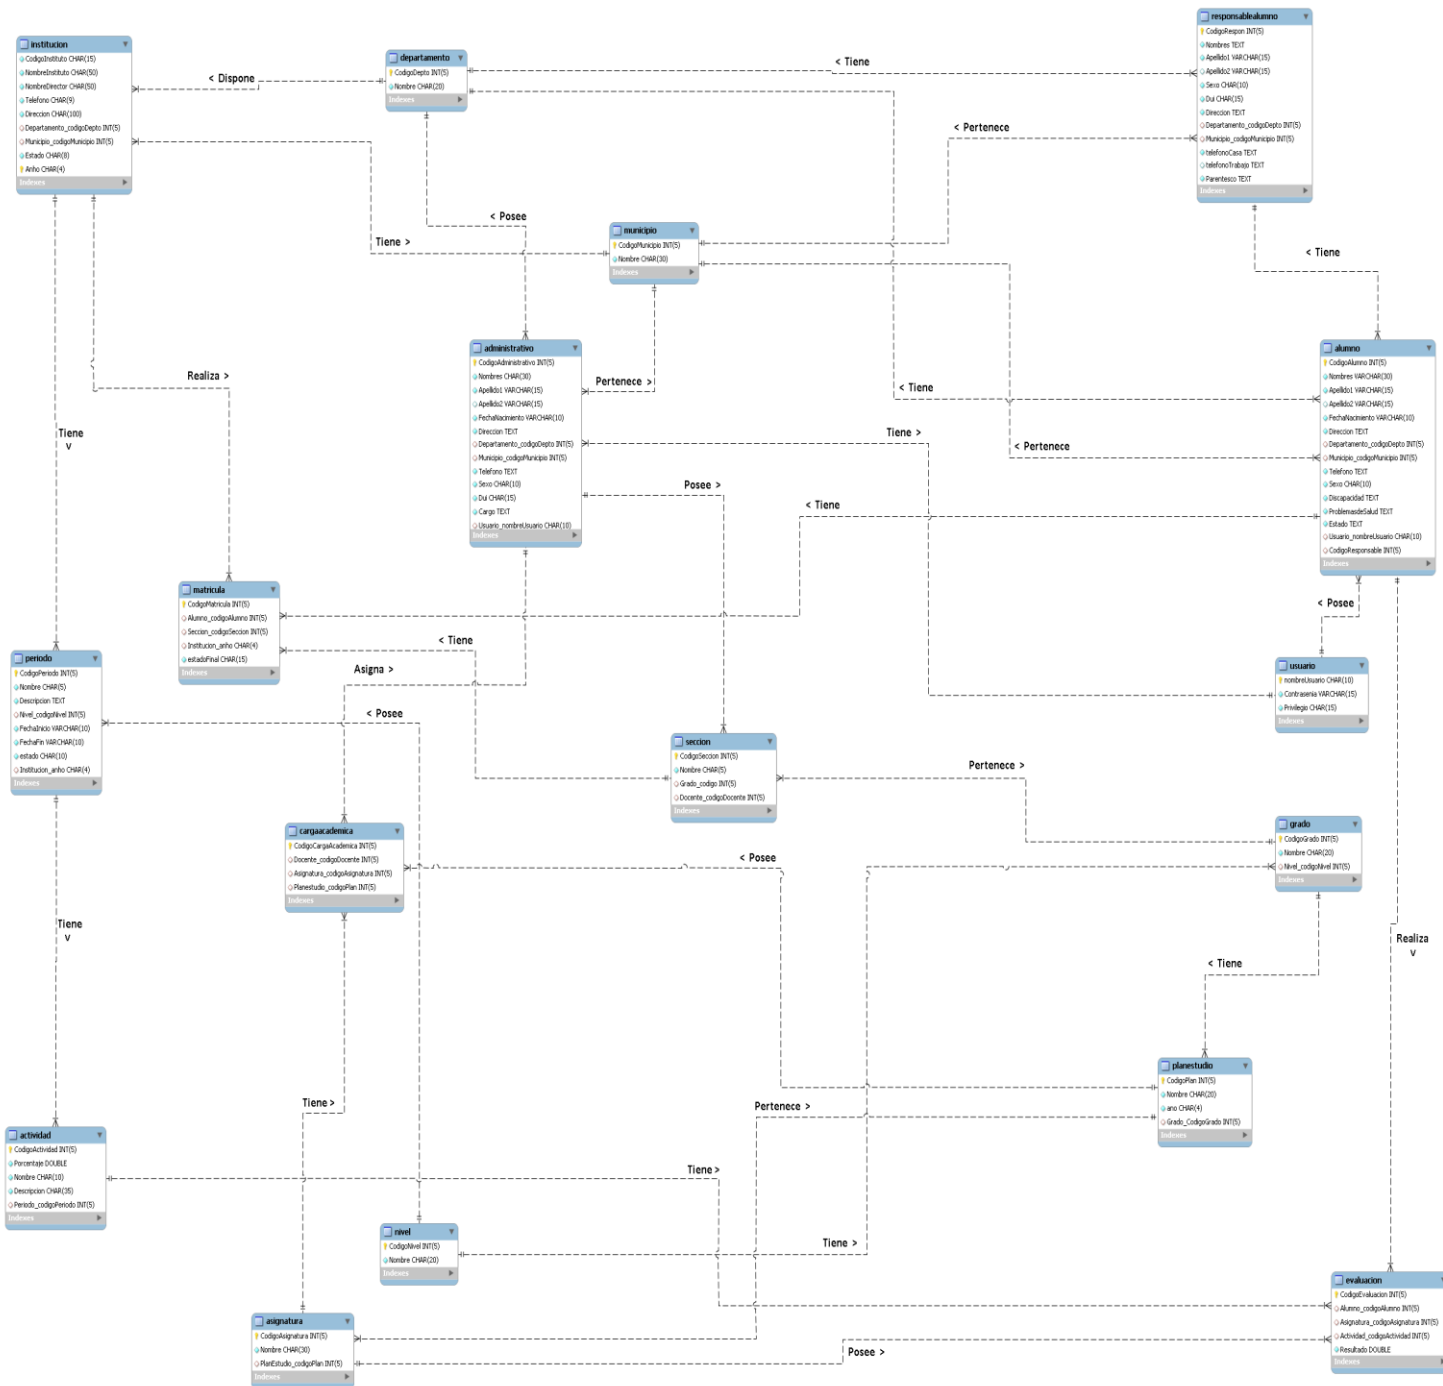 institucion
CodigoInstituto CHAR(15)
NombreInstituto CHAR(50)
NombreDirector CHAR(50)
Telefono CHAR(9)
Direccion CHAR(100)
Departamento_codigoDepto INT(5)
Municipio_codigoMunicipio INT(5)
Estado CHAR(8)
Anho CHAR(4)
Indexes
< Dispone
departamento
CodigoDepto INT(5)
Nombre CHAR(20)
Indexes
< Tiene
responsablealumno
CodigoRespon INT(5)
Nombres TEXT
Apellido1 VARCHAR(15)
Apellido2 VARCHAR(15)
Sexo CHAR(10)
Dui CHAR(15)
Direccion TEXT
Departamento_codigoDepto INT(5)
Municipio_codigoMunicipio INT(5)
telefonoCasa TEXT
telefonoTrabajo TEXT
Parentesco TEXT
Indexes
< Pertenece
< Posee
Tiene >
municipio
CodigoMunicipio INT(5)
Nombre CHAR(30)
Indexes
< Tiene
administrativo
CodigoAdministrativo INT(5)
Nombres CHAR(30)
Apellido1 VARCHAR(15)
Apellido2 VARCHAR(15)
FechaNacimiento VARCHAR(10)
Direccion TEXT
Departamento_codigoDepto INT(5)
Municipio_codigoMunicipio INT(5)
Telefono TEXT
Sexo CHAR(10)
Dui CHAR(15)
Cargo TEXT
Usuario_nombreUsuario CHAR(10)
Indexes
Pertenece >
< Tiene
Tiene >
< Pertenece
Posee >
< Tiene
alumno
CodigoAlumno INT(5)
Nombres VARCHAR(30)
Apellido1 VARCHAR(15)
Apellido2 VARCHAR(15)
FechaNacimiento VARCHAR(10)
Direccion TEXT
Departamento_codigoDepto INT(5)
Municipio_codigoMunicipio INT(5)
Telefono TEXT
Sexo CHAR(10)
Discapacidad TEXT
ProblemasdeSalud TEXT
Estado TEXT
Usuario_nombreUsuario CHAR(10)
CodigoResponsable INT(5)
Indexes
Realiza >
Tiene
v
matricula
CodigoMatricula INT(5)
Alumno_codigoAlumno INT(5)
Seccion_codigoSeccion INT(5)
Institucion_anho CHAR(4)
estadoFinal CHAR(15)
Indexes
< Tiene
< Posee
periodo
CodigoPeriodo INT(5)
Nombre CHAR(5)
Descripcion TEXT
Nivel_codigoNivel INT(5)
FechaInicio VARCHAR(10)
FechaFin VARCHAR(10)
estado CHAR(10)
Institucion_anho CHAR(4)
Indexes
Asigna >
< Posee
usuario
nombreUsuario CHAR(10)
Contrasenia VARCHAR(15)
Privilegio CHAR(15)
Indexes
seccion
CodigoSeccion INT(5)
Nombre CHAR(5)
Grado_codigo INT(5)
Docente_codigoDocente INT(5)
Indexes
Pertenece >
cargaacademica
CodigoCargaAcademica INT(5)
Docente_codigoDocente INT(5)
Asignatura_codigoAsignatura INT(5)
Planestudio_codigoPlan INT(5)
Indexes
< Posee
grado
CodigoGrado INT(5)
Nombre CHAR(20)
Nivel_codigoNivel INT(5)
Indexes
Tiene
v
Realiza
v
< Tiene
planestudio
CodigoPlan INT(5)
Nombre CHAR(20)
ano CHAR(4)
Grado_CodigoGrado INT(5)
Indexes
Tiene >
Pertenece >
actividad
CodigoActividad INT(5)
Porcentaje DOUBLE
Nombre CHAR(10)
Descripcion CHAR(35)
Periodo_codigoPeriodo INT(5)
Indexes
Tiene >
nivel
CodigoNivel INT(5)
Nombre CHAR(20)
Indexes
Tiene >
evaluacion
CodigoEvaluacion INT(5)
Alumno_codigoAlumno INT(5)
Asignatura_codigoAsignatura INT(5)
Actividad_codigoActividad INT(5)
Resultado DOUBLE
Indexes
asignatura
CodigoAsignatura INT(5)
Nombre CHAR(30)
PlanEstudio_codigoPlan INT(5)
Indexes
Posee >